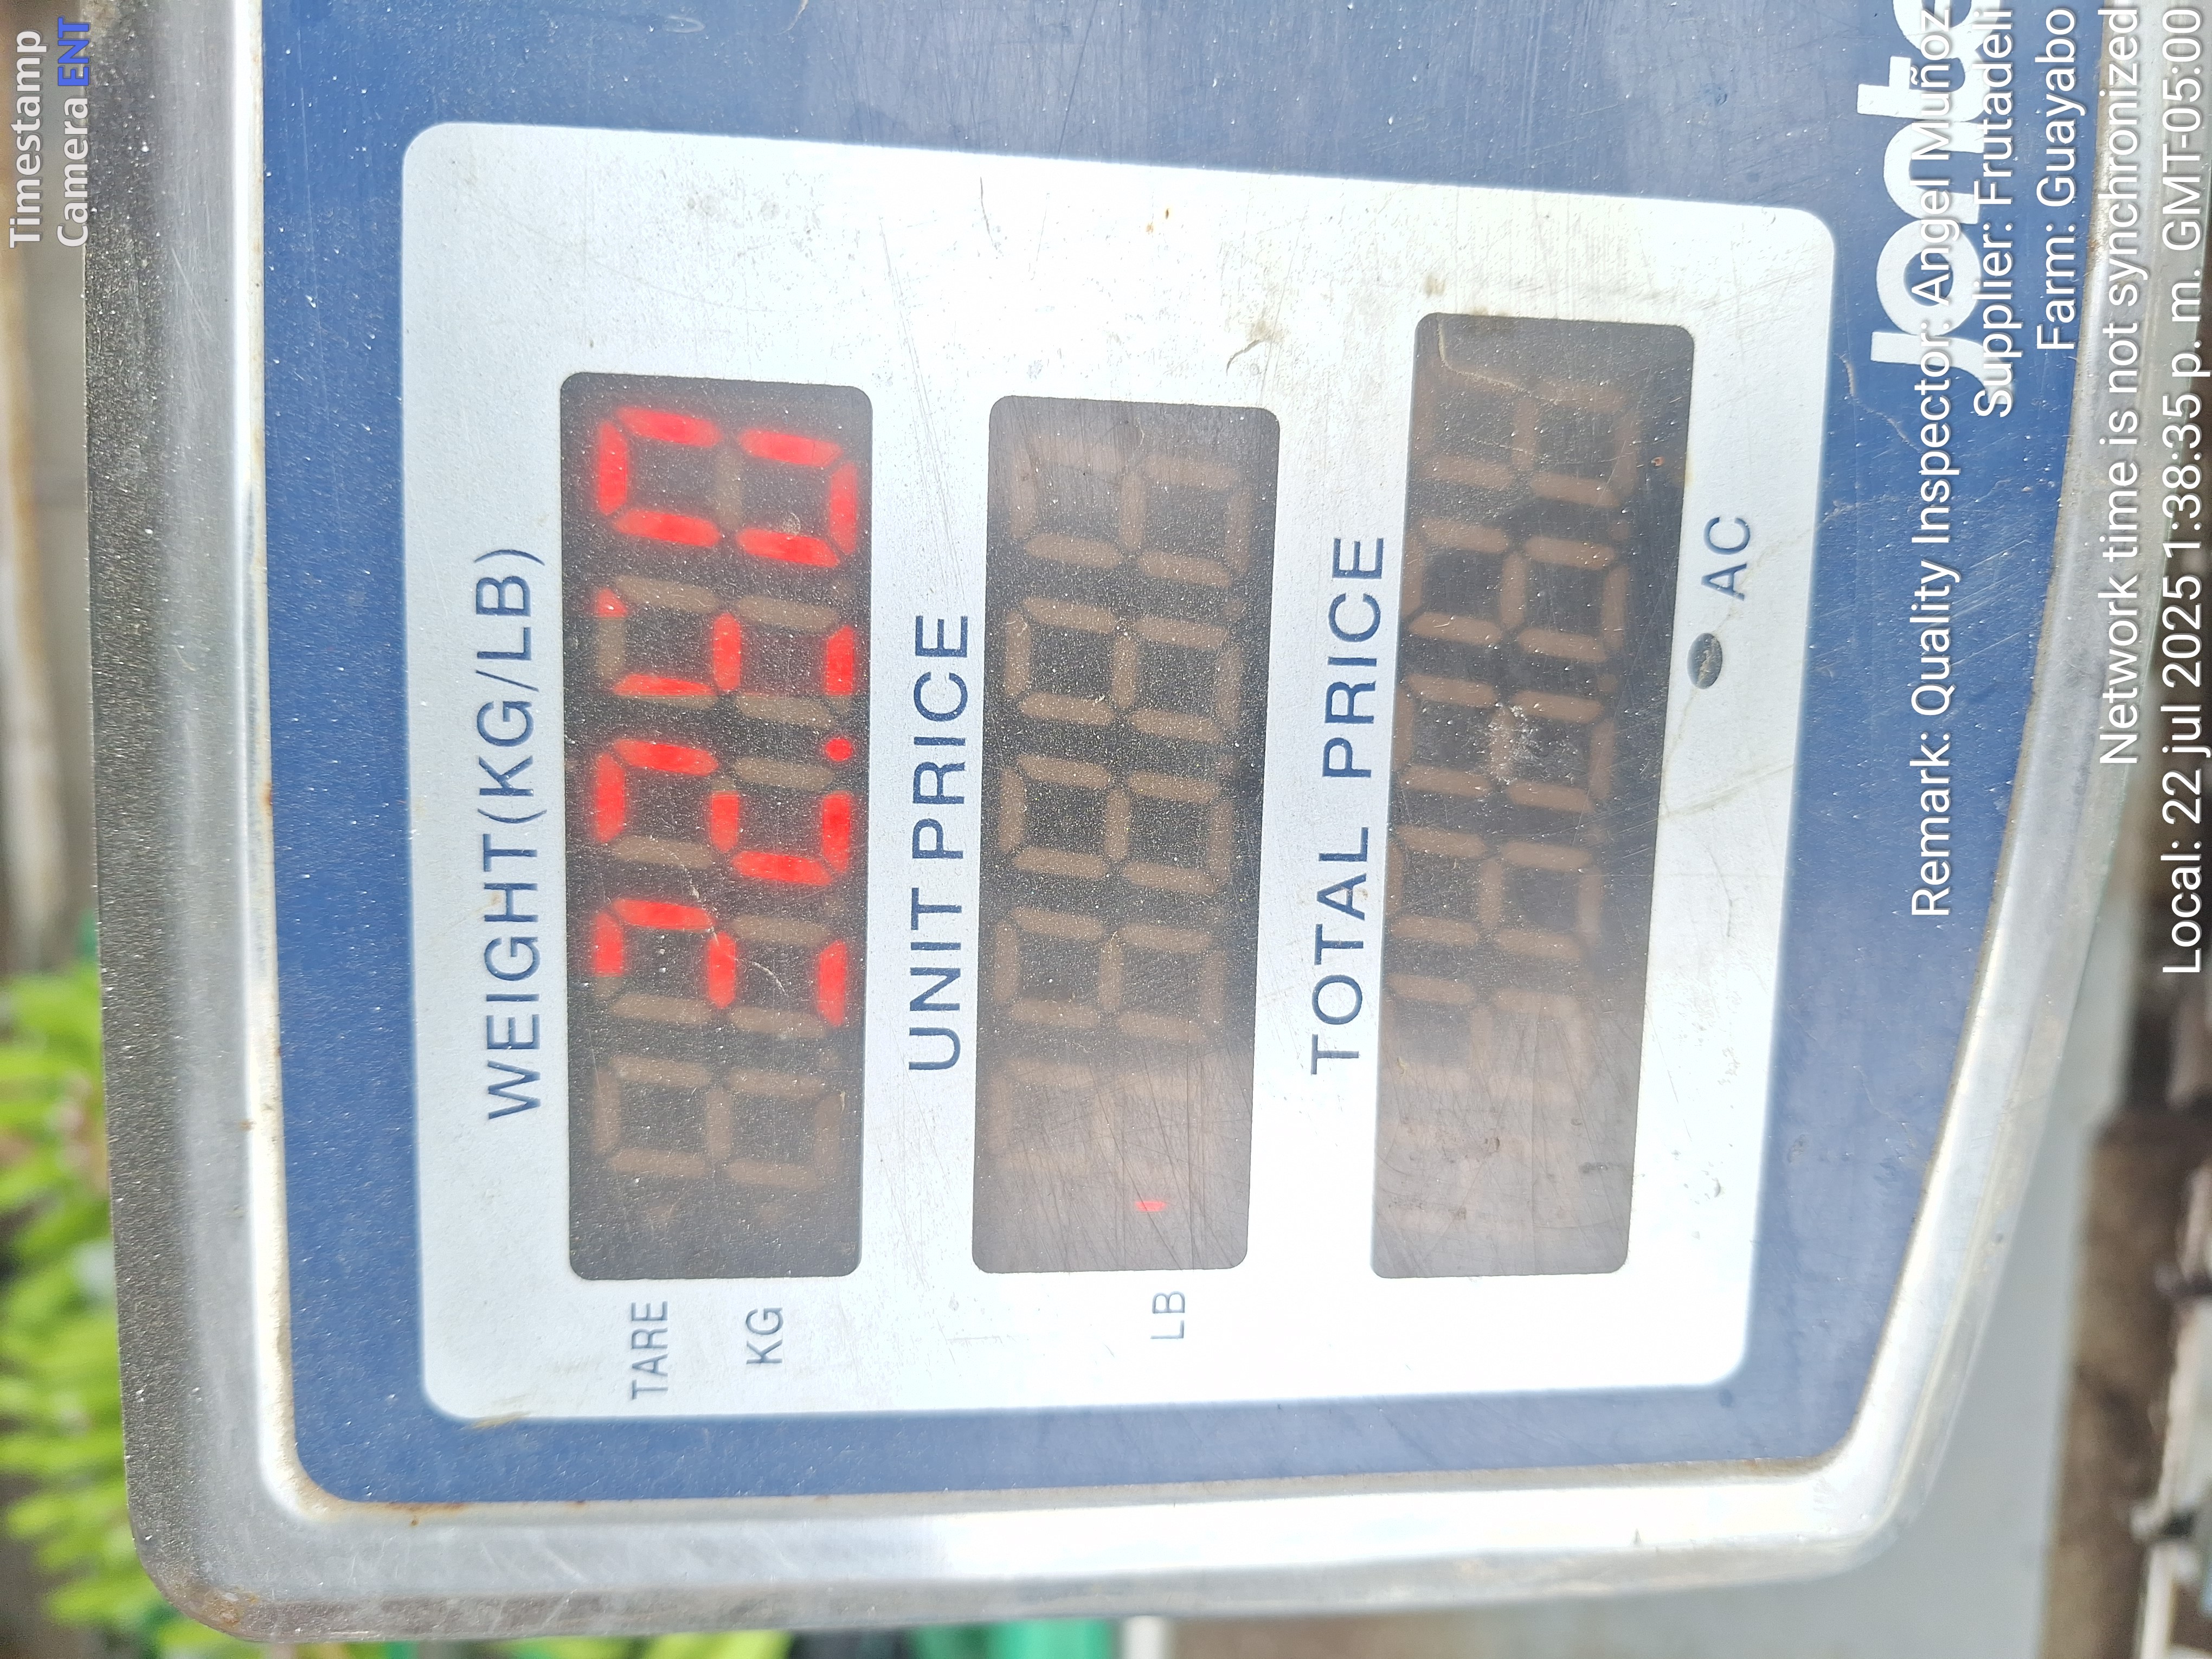 Timestamp
Camera ENT
WEIGHT(KG/LB)
TARE
KG
UNIT PRICE
LB
TOTAL PRICE
AC
Remark: Quality Inspector: Angel Muñoz
Supplier: Frutadeli
Farm: Guayabo
Network time is not synchronized
Local: 22 jul 2025 1:38:35 p. m. GMT-05:00